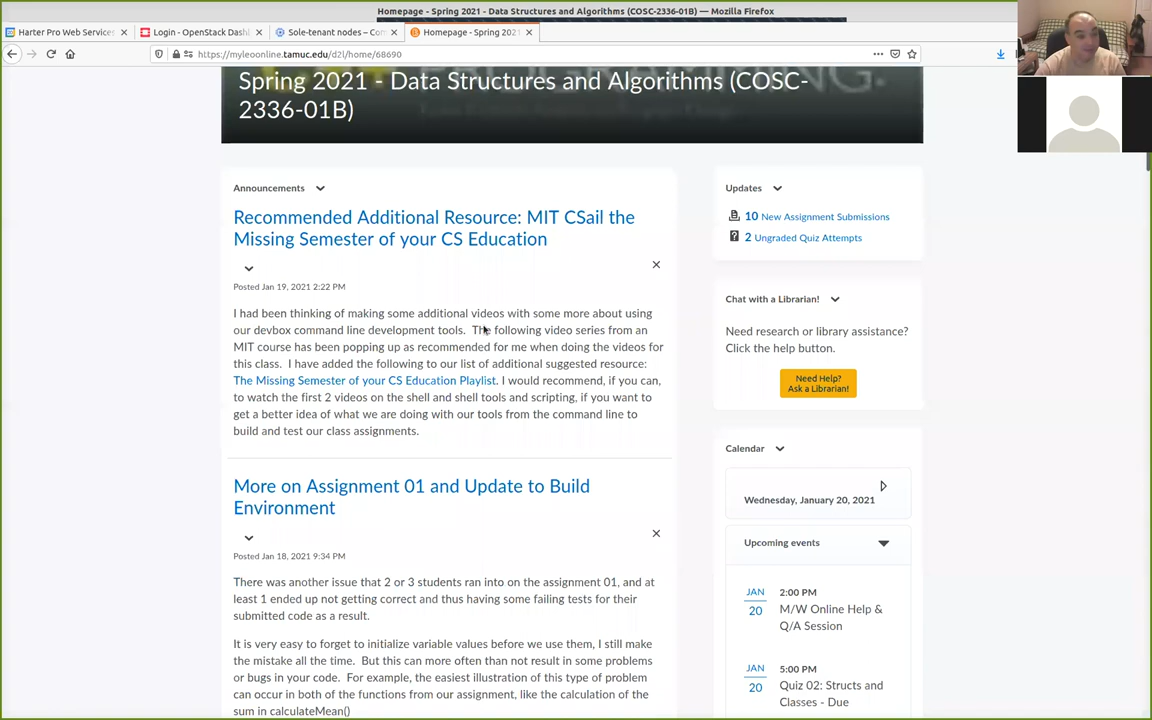 Homepage - Spring 2021 - Data Structures and Algorithms (COSC-2336-01B) — Mozilla Firefox
Harter Pro Web Services
Login - OpenStack Dash
Sole-tenant nodes – Com
Homepage - Spring 2021
https://myleoonline.tamuc.edu/d2l/home/68690
Spring 2021 - Data Structures and Algorithms (COSC-
2336-01B)
Announcements
Recommended Additional Resource: MIT CSail the
Missing Semester of your CS Education
Posted Jan 19, 2021 2:22 PM
I had been thinking of making some additional videos with some more about using
our devbox command line development tools. The following video series from an
MIT course has been popping up as recommended for me when doing the videos for
this class. I have added the following to our list of additional suggested resource:
The Missing Semester of your CS Education Playlist. I would recommend, if you can,
to watch the first 2 videos on the shell and shell tools and scripting, if you want to
get a better idea of what we are doing with our tools from the command line to
build and test our class assignments.
More on Assignment 01 and Update to Build
Environment
Posted Jan 18, 2021 9:34 PM
There was another issue that 2 or 3 students ran into on the assignment 01, and at
least 1 ended up not getting correct and thus having some failing tests for their
submitted code as a result.
It is very easy to forget to initialize variable values before we use them, I still make
the mistake all the time. But this can more often than not result in some problems
or bugs in your code. For example, the easiest illustration of this type of problem
can occur in both of the functions from our assignment, like the calculation of the
sum in calculateMean()
Updates
10 New Assignment Submissions
2 Ungraded Quiz Attempts
Chat with a Librarian!
Need research or library assistance?
Click the help button.
Need Help?
Ask a Librarian!
Calendar
Wednesday, January 20, 2021
Upcoming events
JAN
20
2:00 PM
M/W Online Help &
Q/A Session
JAN
20
5:00 PM
Quiz 02: Structs and
Classes - Due